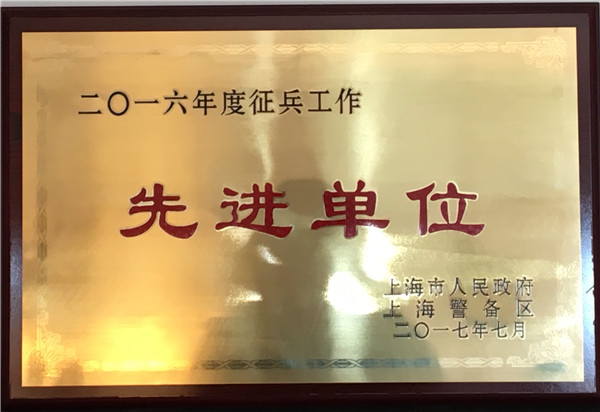 二〇一六年度征兵工作
先进单位
上海市人民政府
上海警备区
二〇一七年七月